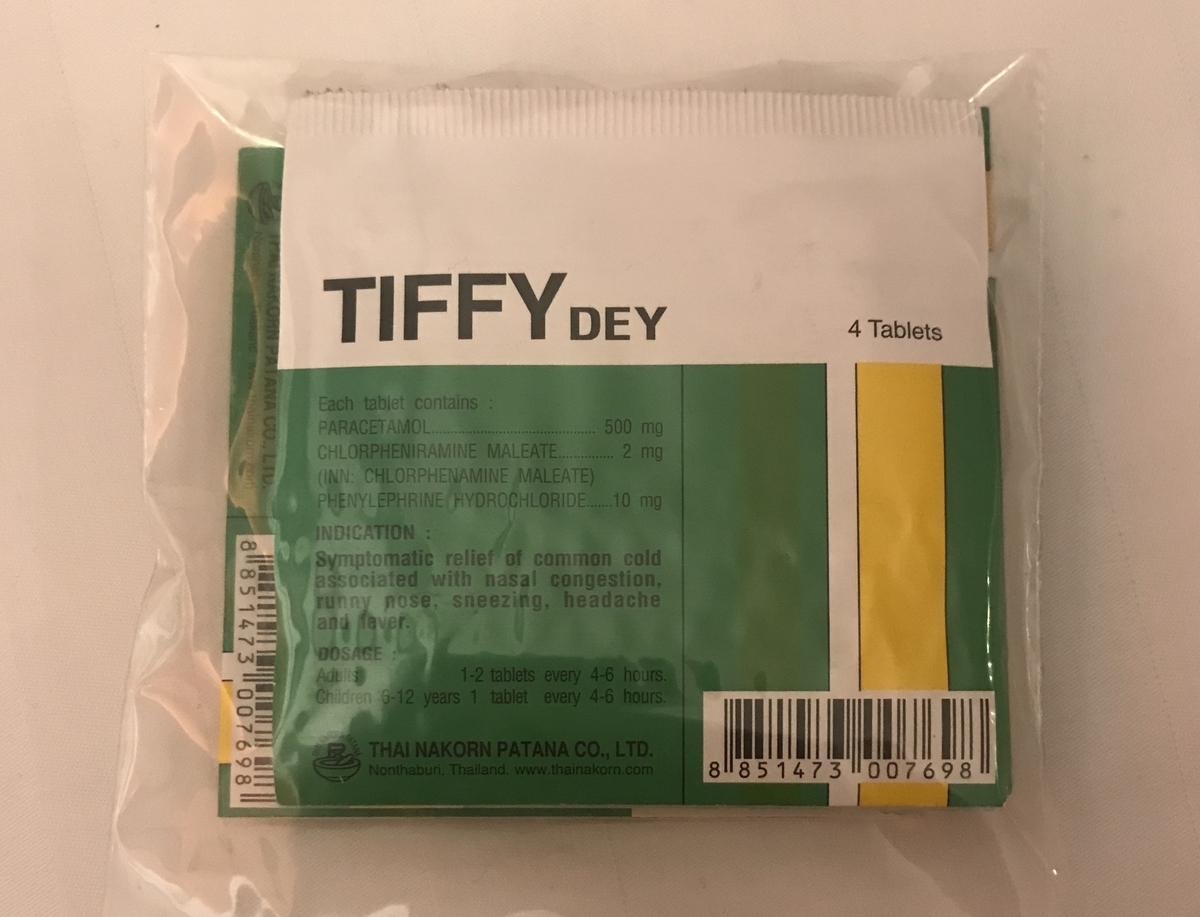 TIFFY DEY
4 Tablets
Each tablet contains :
PARACETAMOL........................................ 500 mg
CHLORPHENIRAMINE MALEATE............. 2 mg
(INN: CHLORPHENAMINE MALEATE)
PHENYLEPHRINE HYDROCHLORIDE......10 mg
INDICATION :
Symptomatic relief of common cold
associated with nasal congestion,
runny nose, sneezing, headache
and fever.
DOSAGE :
Adults 1-2 tablets every 4-6 hours.
Children 6-12 years 1 tablet every 4-6 hours.
THAI NAKORN PATANA CO., LTD.
Nonthaburi, Thailand. www.thainakorn.com
8 851473 007698
NAKORN PATANA CO., LTD.
8 851473 007698